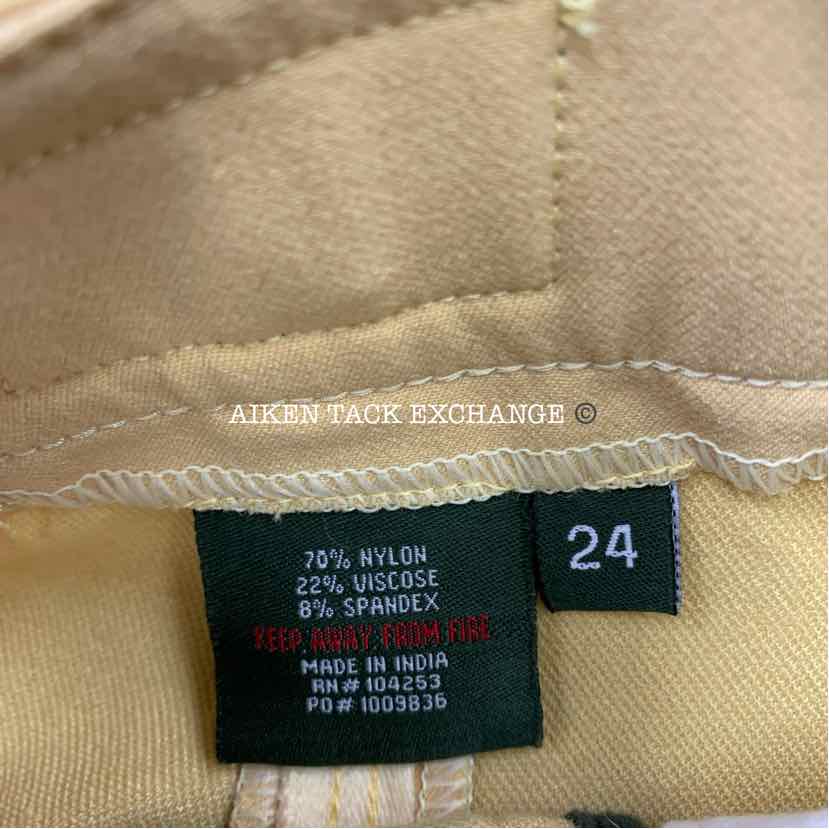 AIKEN TACK EXCHANGE ©
70% NYLON
22% VISCOSE
8% SPANDEX
KEEP AWAY FROM FIRE
MADE IN INDIA
RN# 104253
PO# 1009836
24